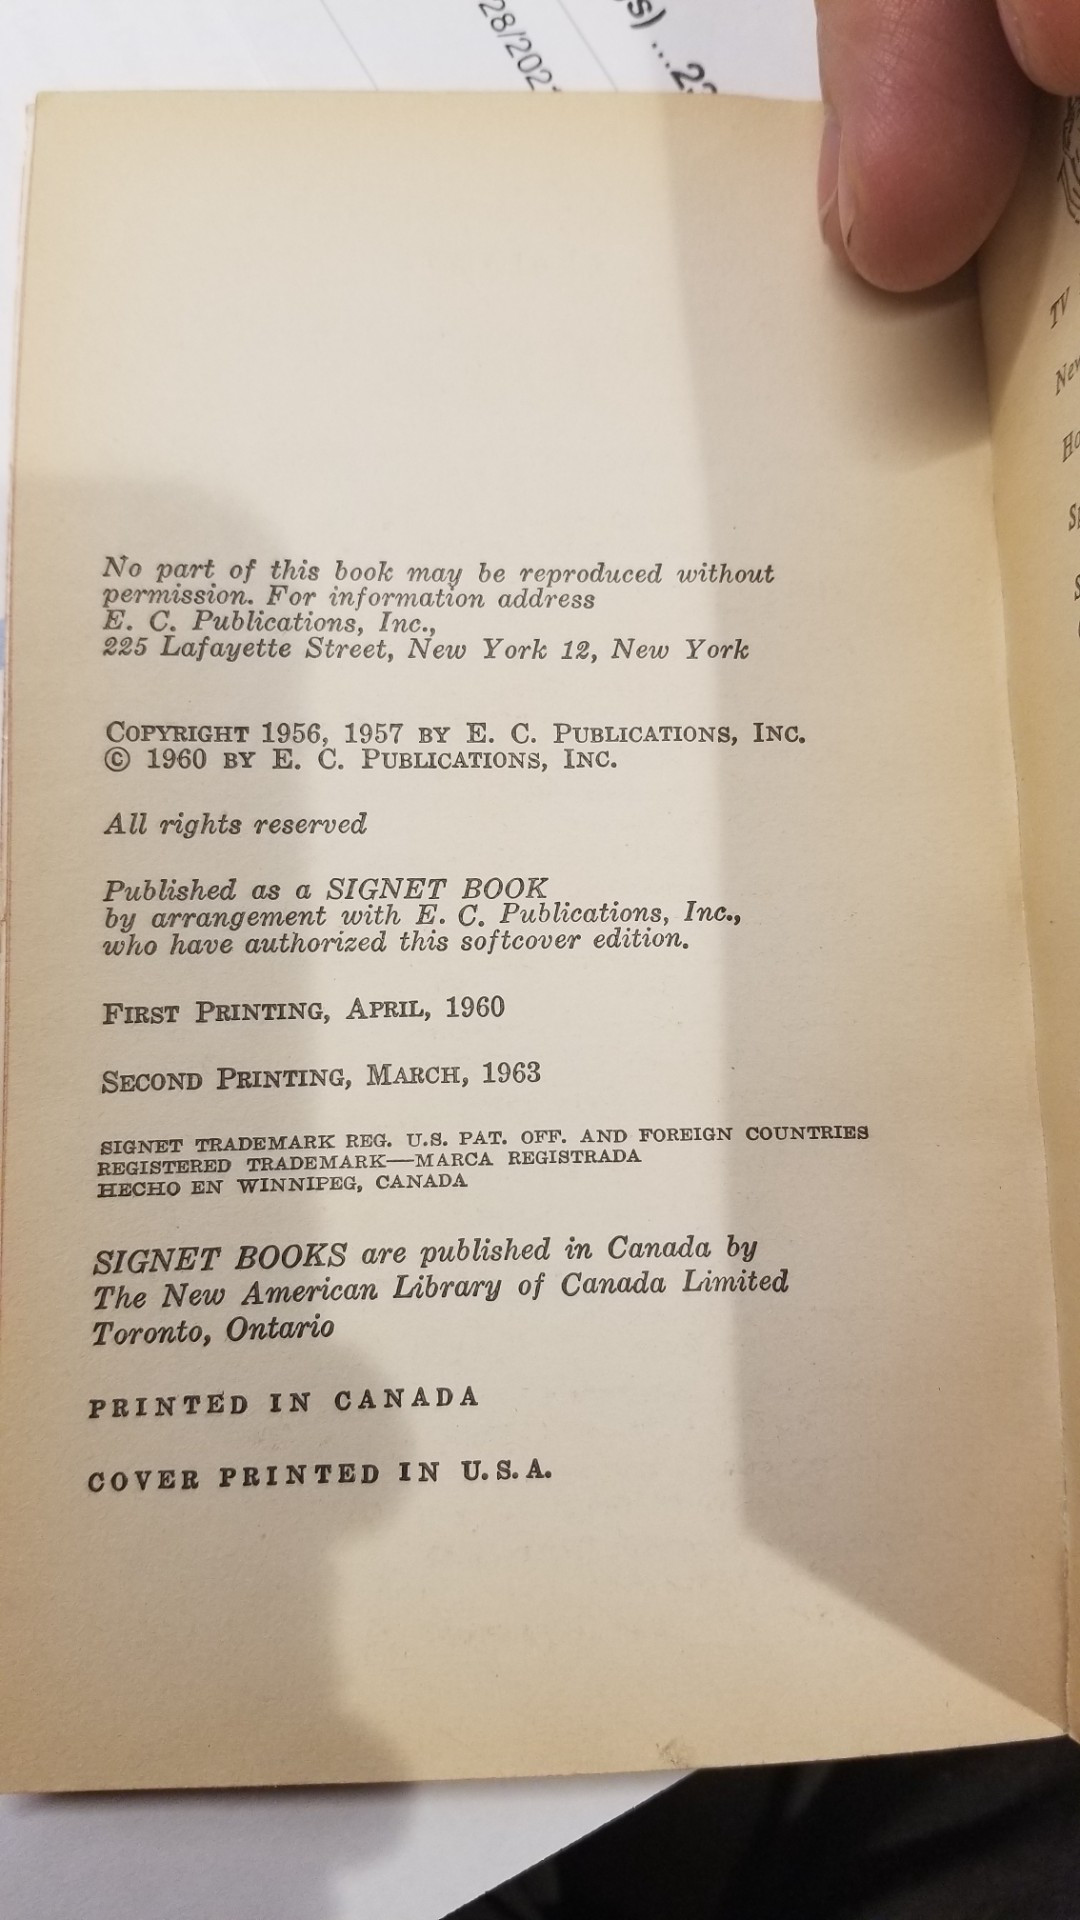 28/202
s) ...2
No part of this book may be reproduced without
permission. For information address
E. C. Publications, Inc.,
225 Lafayette Street, New York 12, New York
COPYRIGHT 1956, 1957 BY E. C. PUBLICATIONS, INC.
© 1960 BY E. C. PUBLICATIONS, INC.
All rights reserved
Published as a SIGNET BOOK
by arrangement with E. C. Publications, Inc.,
who have authorized this softcover edition.
FIRST PRINTING, APRIL, 1960
SECOND PRINTING, MARCH, 1963
SIGNET TRADEMARK REG. U.S. PAT. OFF. AND FOREIGN COUNTRIES
REGISTERED TRADEMARK—MARCA REGISTRADA
HECHO EN WINNIPEG, CANADA
SIGNET BOOKS are published in Canada by
The New American Library of Canada Limited
Toronto, Ontario
PRINTED IN CANADA
COVER PRINTED IN U.S.A.
TV